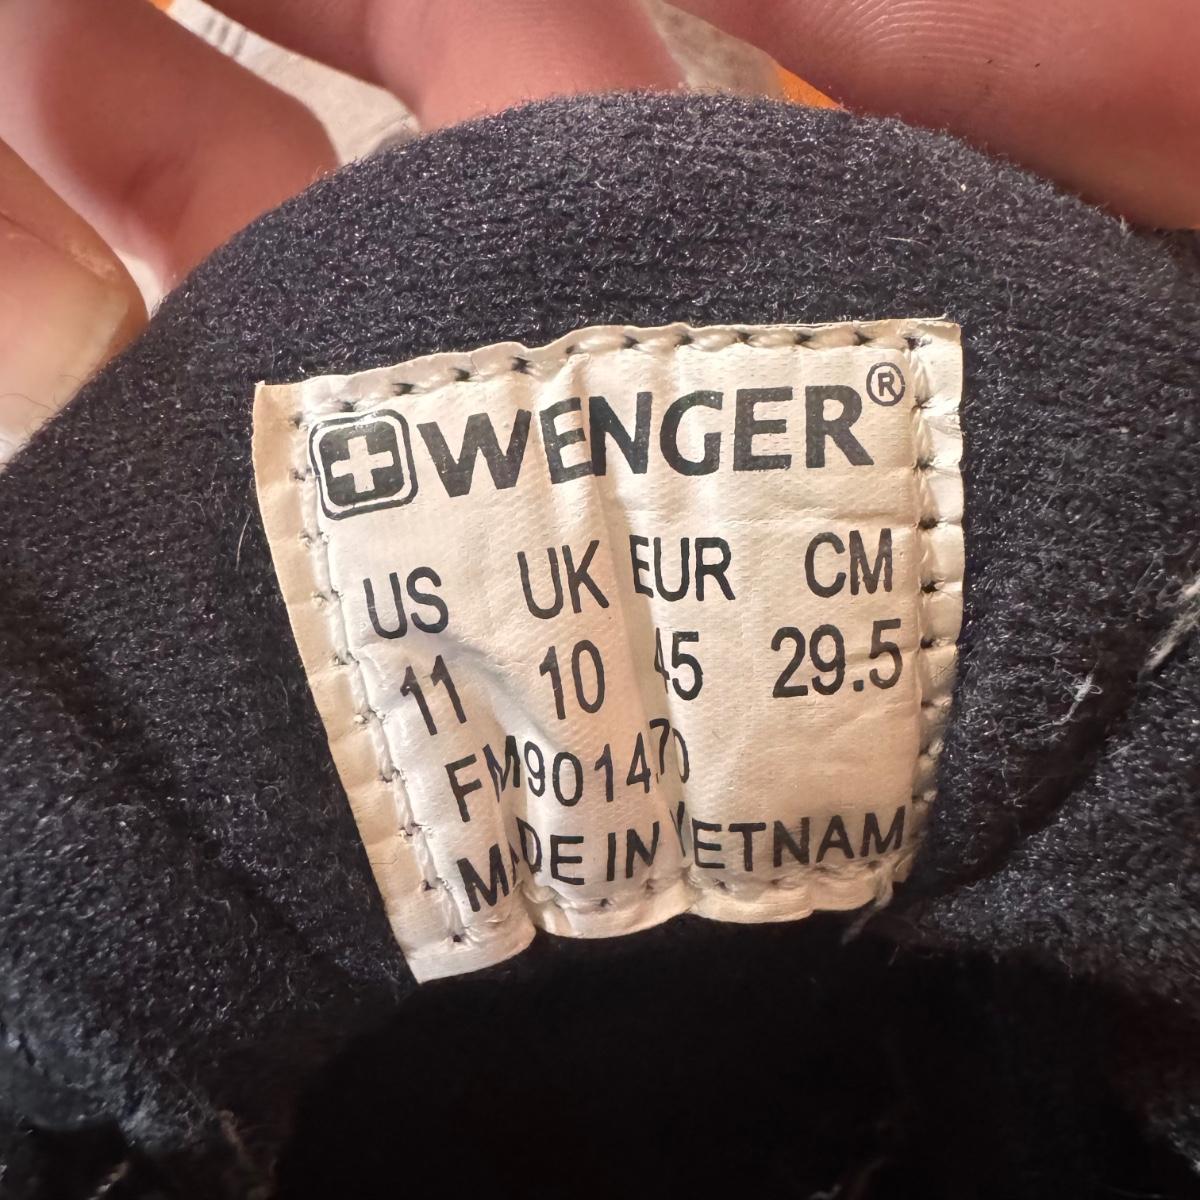 WENGER®
US UK EUR CM
11 10 45 29.5
FM901470
MADE IN VIETNAM